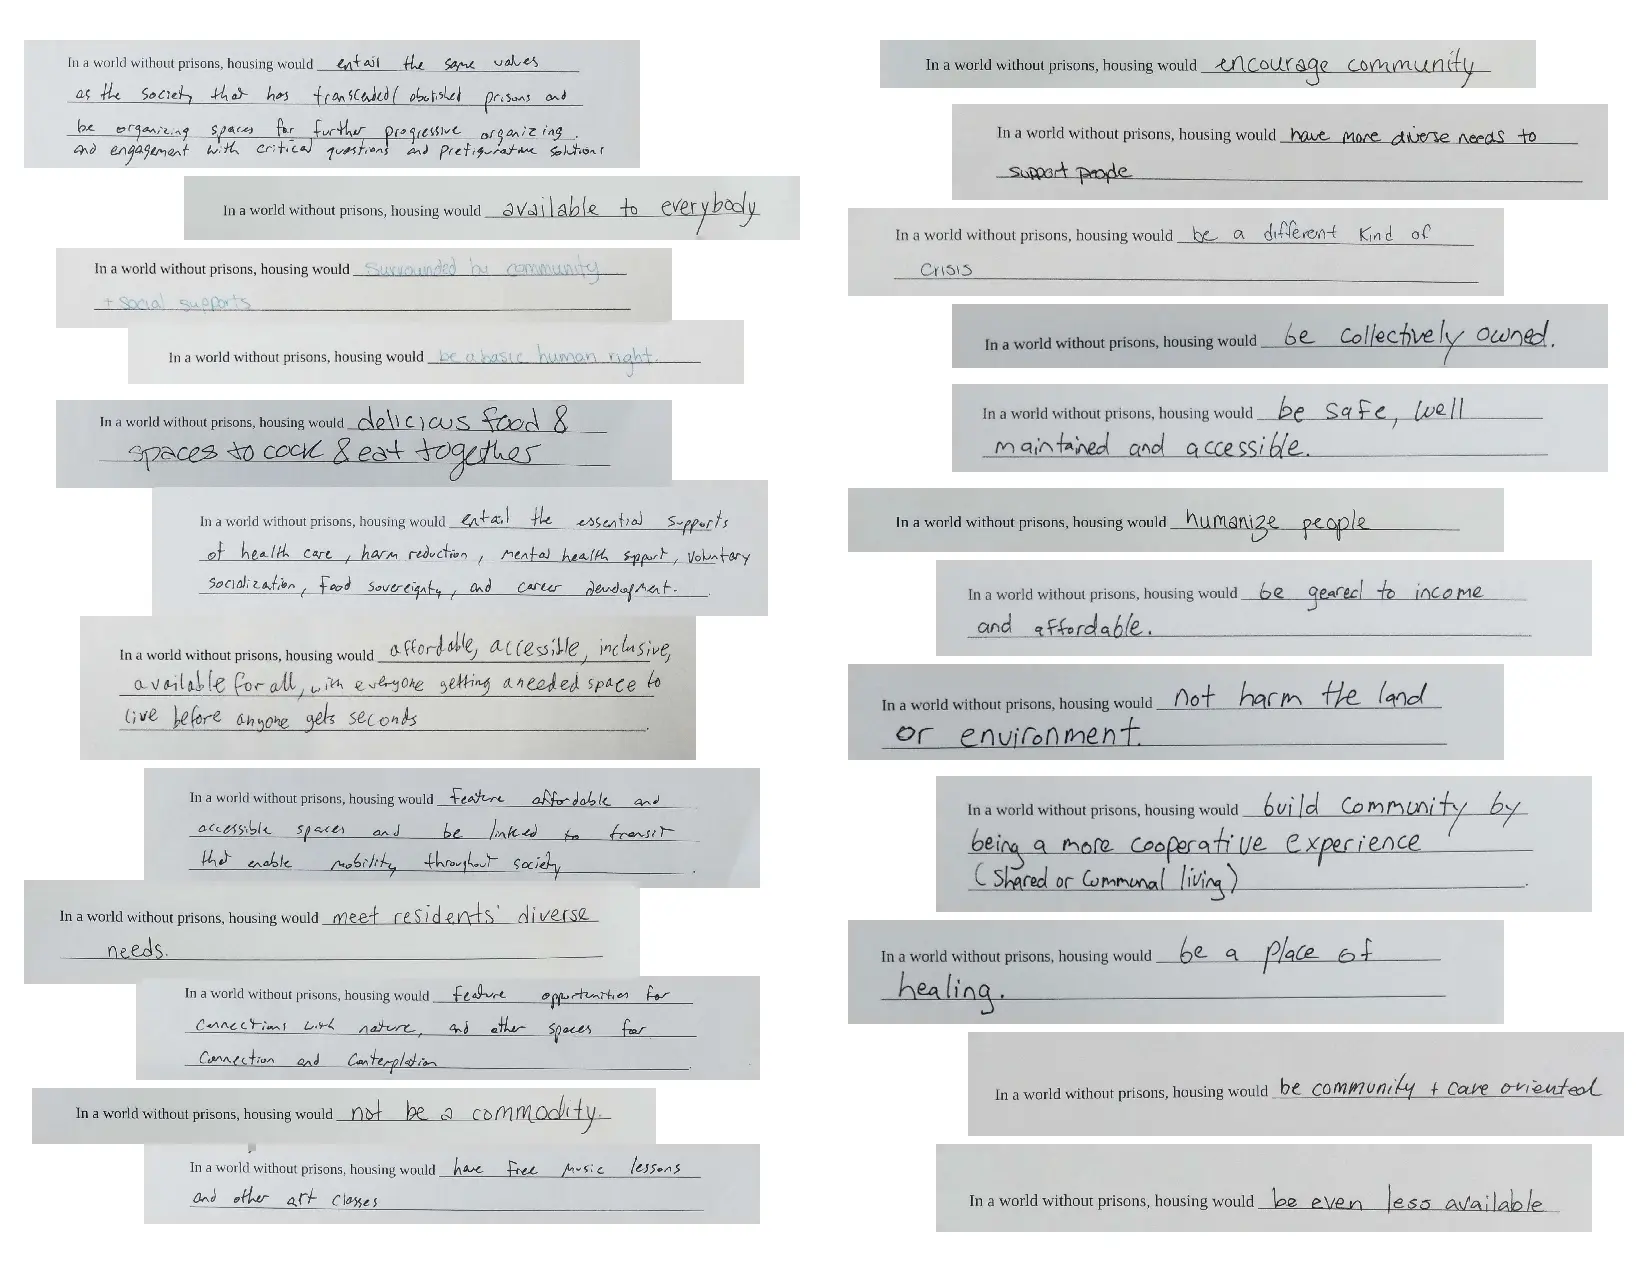 In a world without prisons, housing would entail the same values
as the society that has transcended/ abolished prisons and
be organizing spaces for further progressive organizing.
and engagement with critical questions and prefigurative solutions
In a world without prisons, housing would available to everybody
In a world without prisons, housing would surrounded by community
+ social supports
In a world without prisons, housing would be a basic human right.
In a world without prisons, housing would delicious food &
spaces to cook & eat together
In a world without prisons, housing would entail the essential supports
of health care, harm reduction, mental health spport, voluntary
socialization, food sovereignty, and career development.
In a world without prisons, housing would affordable, accessible, inclusive,
available for all, with everyone getting a needed space to
live before anyone gets seconds
In a world without prisons, housing would feature affordable and
accessible spaces and be linked to transit
that enable mobility throughout society.
In a world without prisons, housing would meet residents' diverse
needs.
In a world without prisons, housing would feature opportunities for
connections with nature, and other spaces for
connection and contemplation.
In a world without prisons, housing would not be a commodity.
In a world without prisons, housing would have free music lessons
and other art classes
In a world without prisons, housing would encourage community
In a world without prisons, housing would have more diverse needs to
support people
In a world without prisons, housing would be a different kind of
crisis
In a world without prisons, housing would be collectively owned.
In a world without prisons, housing would be safe, well
maintained and accessible.
In a world without prisons, housing would humanize people
In a world without prisons, housing would be geared to income
and affordable.
In a world without prisons, housing would not harm the land
or environment.
In a world without prisons, housing would build community by
being a more cooperative experience
(shared or communal living)
In a world without prisons, housing would be a place of
healing.
In a world without prisons, housing would be community + care oriented
In a world without prisons, housing would be even less available